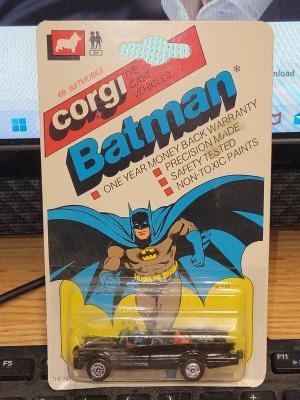 69 BATMOBILE
corgi
DIE
CAST
VEHICLES
Batman*
ONE YEAR MONEY BACK WARRANTY
PRECISION MADE
SAFETY TESTED
NON-TOXIC PAINTS
TM
F5